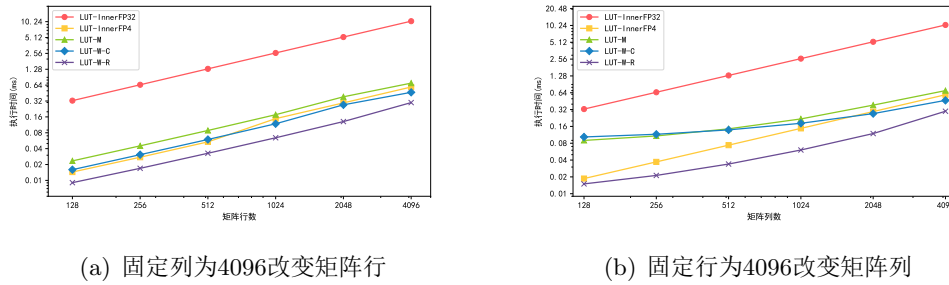 LUT-InnerFP32
LUT-InnerFP4
LUT-M
LUT-M-C
LUT-M-R
10.24
5.12
2.56
1.28
0.64
0.32
0.16
0.08
0.04
0.02
0.01
执行时间(ms)
128 256 512 1024 2048 4096
矩阵行数
(a) 固定列为4096改变矩阵行
LUT-InnerFP32
LUT-InnerFP4
LUT-M
LUT-M-C
LUT-M-R
20.48
10.24
5.12
2.56
1.28
0.64
0.32
0.16
0.08
0.04
0.02
0.01
执行时间(ms)
128 256 512 1024 2048 409
矩阵列数
(b) 固定行为4096改变矩阵列